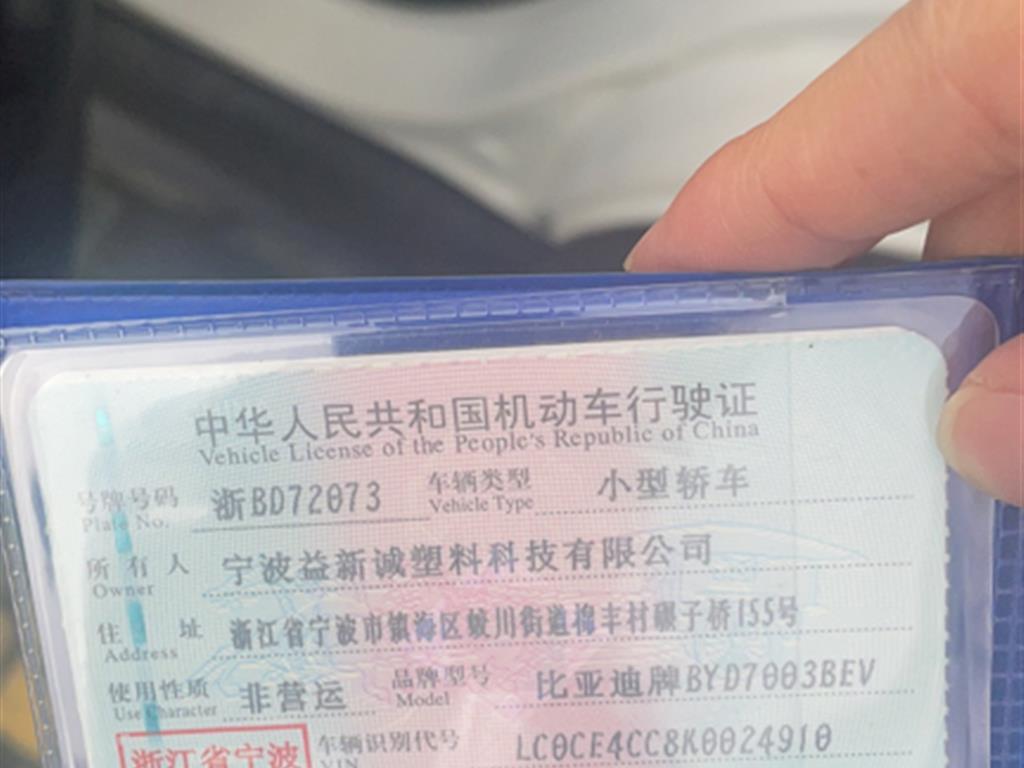 中华人民共和国机动车行驶证
Vehicle License of the People's Republic of China
号牌号码 浙BD72073 车辆类型 小型轿车
Plate No. Vehicle Type
所有人 宁波益新诚塑料科技有限公司
Owner
住址 浙江省宁波市镇海区蛟川街道棉丰村碾子桥155号
Address
使用性质 非营运 品牌型号 比亚迪牌BYD7003BEV
Use Character Model
浙江省宁波 车辆识别代号 LC0CE4CC8K0024910
VIN